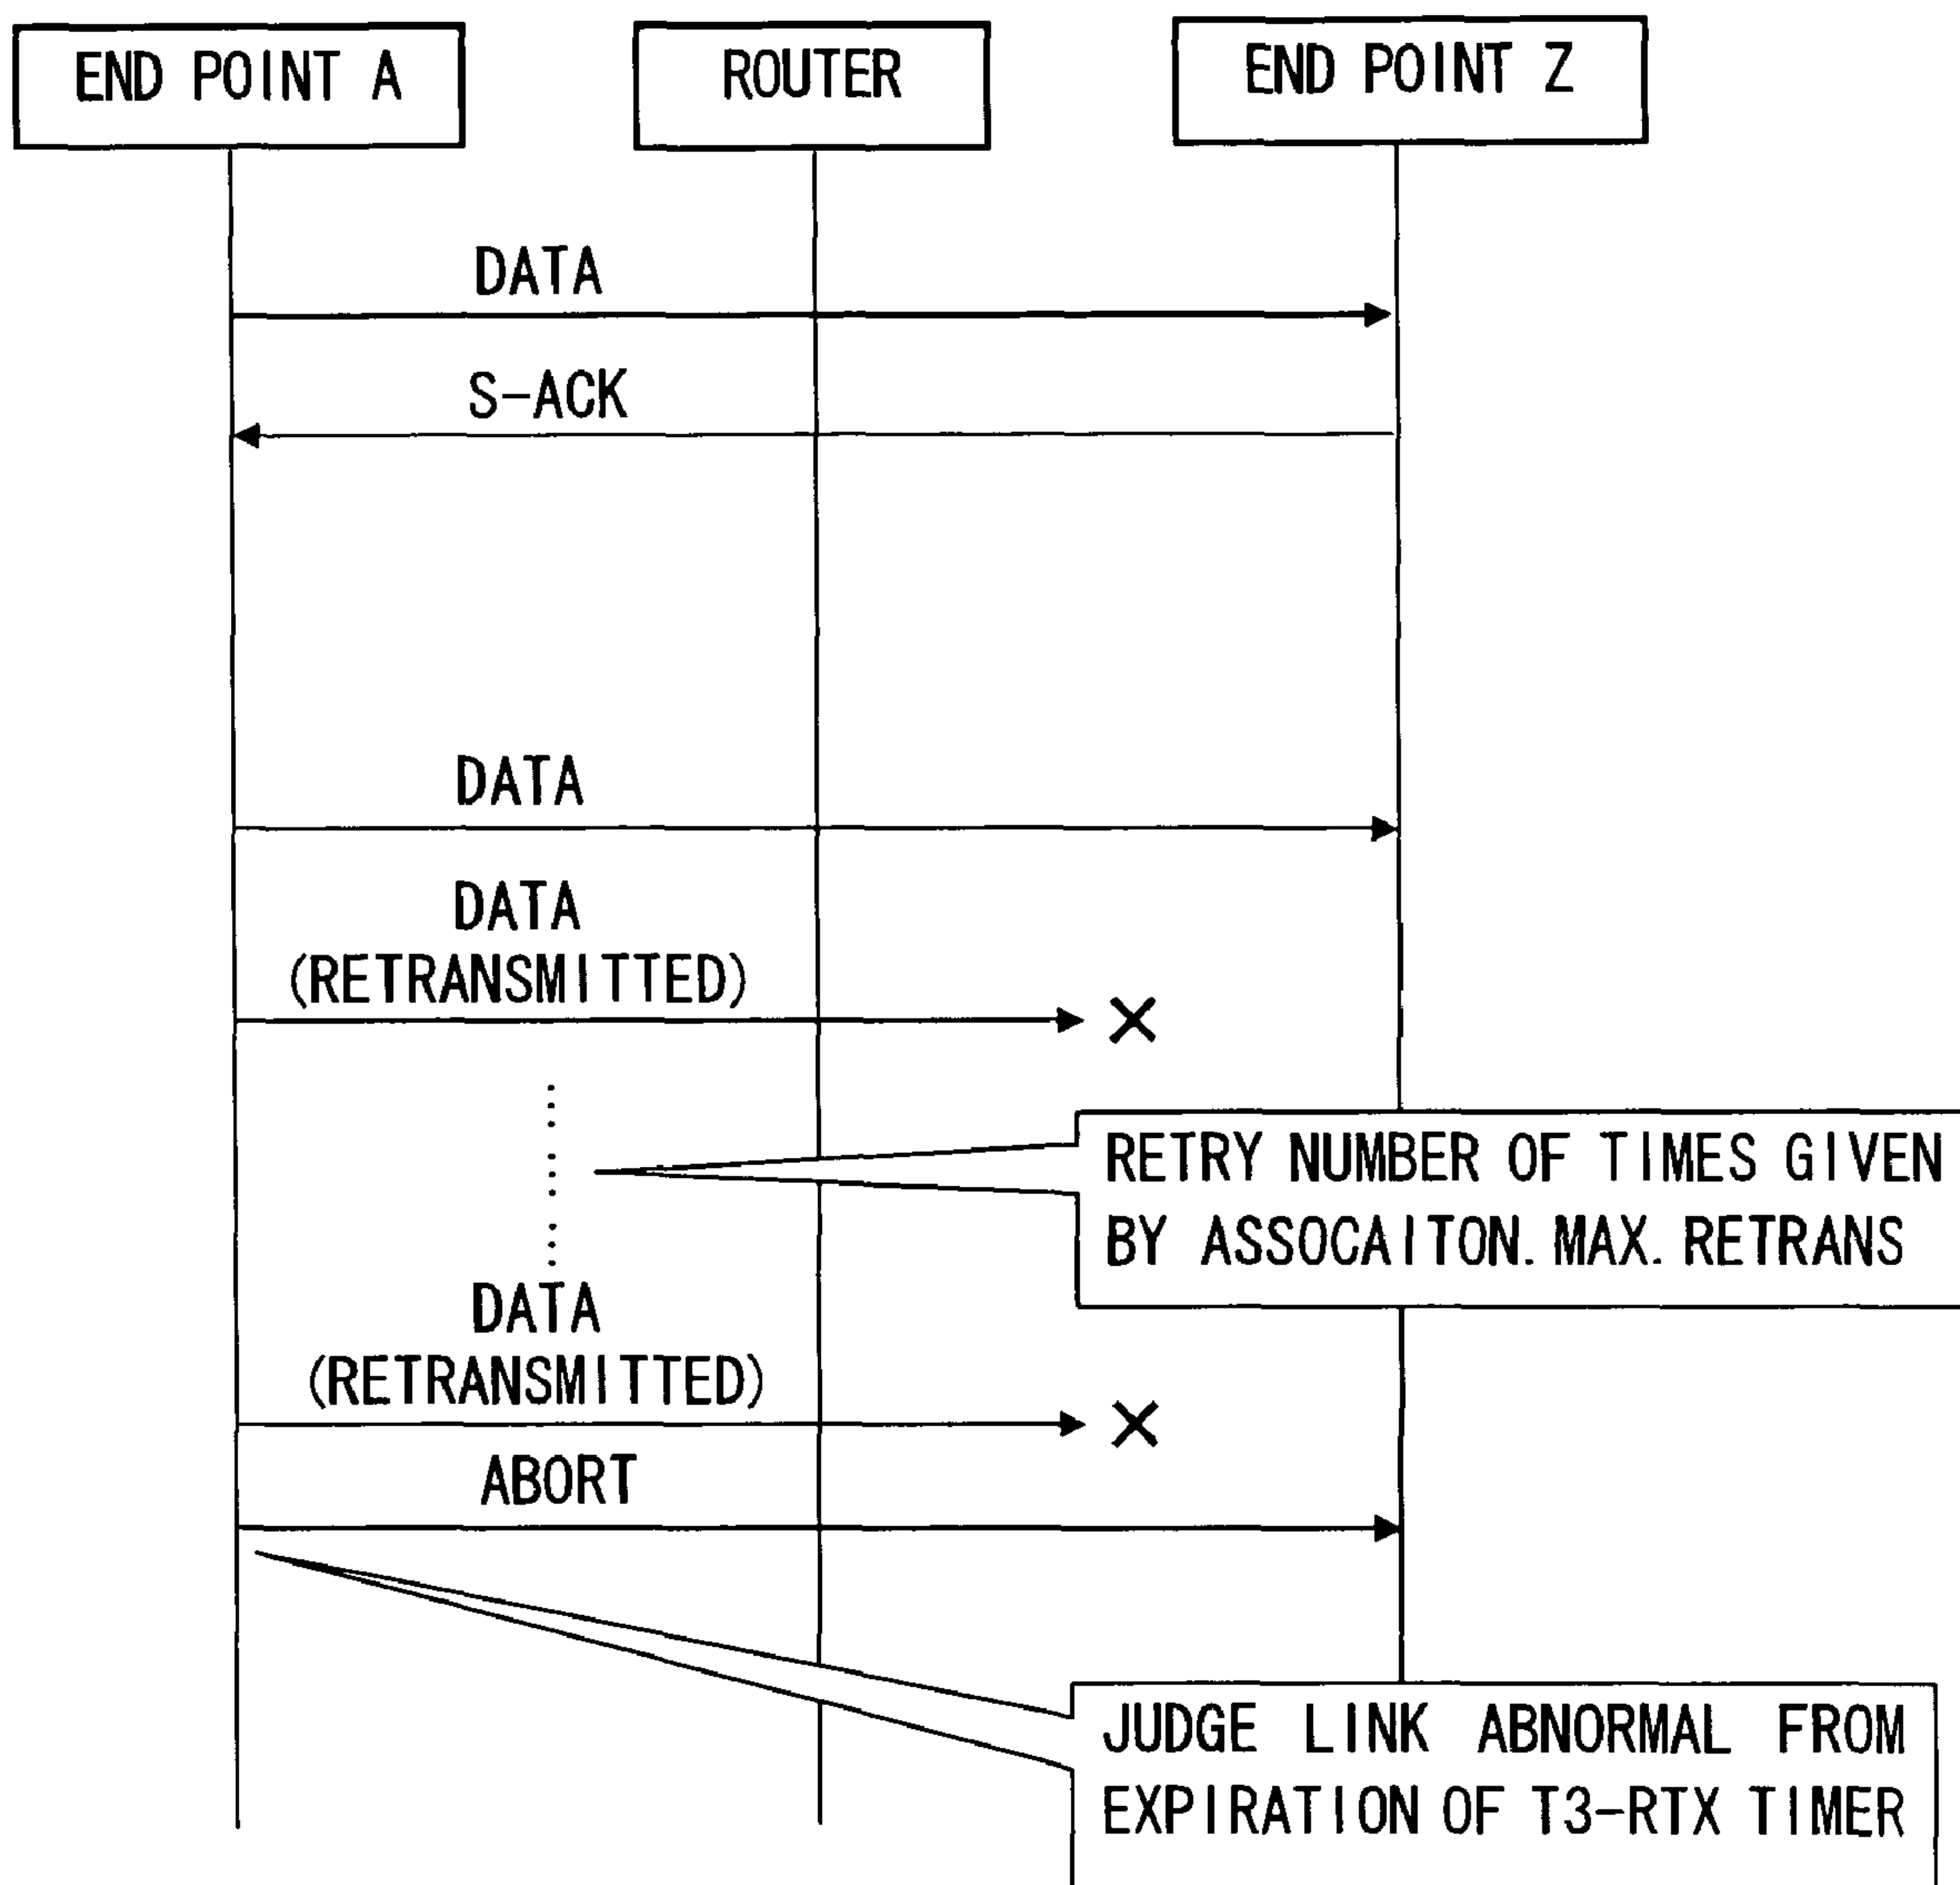 END POINT A
ROUTER
END POINT Z
DATA
S-ACK
DATA
DATA
(RETRANSMITTED)
RETRY NUMBER OF TIMES GIVEN
BY ASSOCAITON. MAX. RETRANS
DATA
(RETRANSMITTED)
ABORT
JUDGE LINK ABNORMAL FROM
EXPIRATION OF T3-RTX TIMER